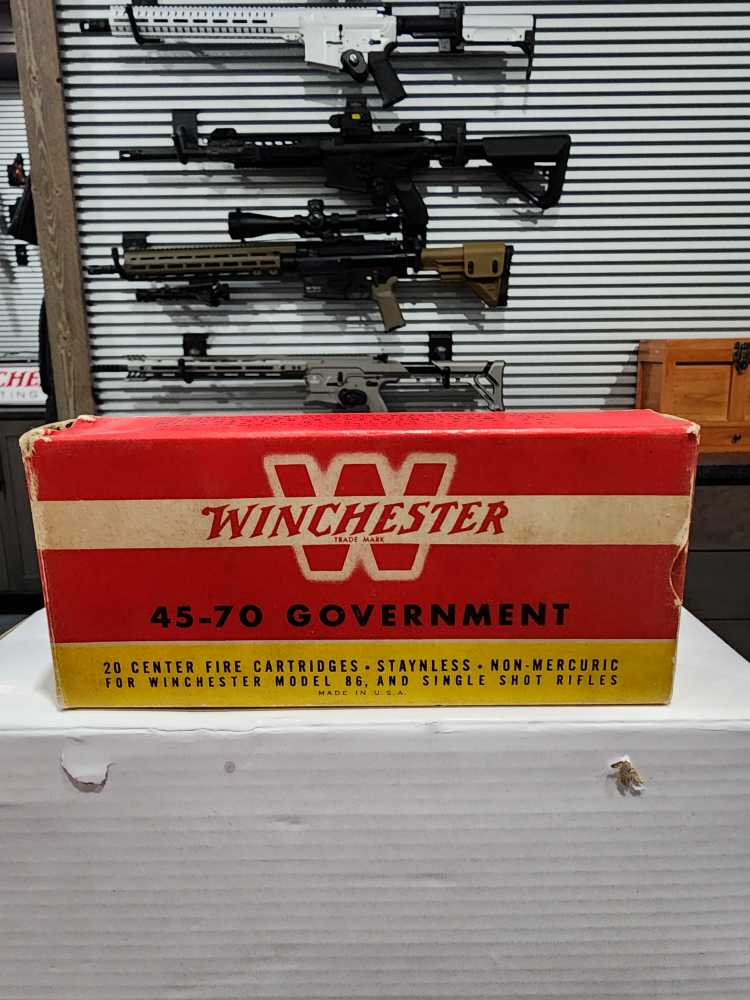 WINCHESTER
TRADE MARK
45-70 GOVERNMENT
20 CENTER FIRE CARTRIDGES • STAYNLESS • NON-MERCURIC
FOR WINCHESTER MODEL 86, AND SINGLE SHOT RIFLES
MADE IN U.S.A.